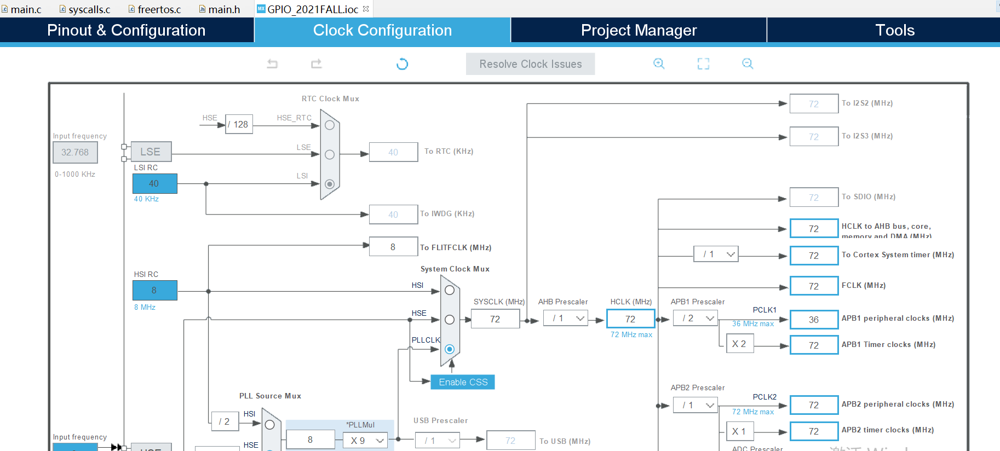 main.c syscalls.c freertos.c main.h MX GPIO_2021FALL.ioc
Pinout & Configuration Clock Configuration Project Manager Tools
Resolve Clock Issues
RTC Clock Mux
HSE / 128 HSE_RTC
72 To I2S2 (MHz)
Input frequency
32.768
0-1000 KHz
LSE
LSE
40 To RTC (KHz)
72 To I2S3 (MHz)
LSI RC
40
40 KHz
LSI
40 To IWDG (KHz)
72 To SDIO (MHz)
72 HCLK to AHB bus, core,
memory and DMA (MHz)
8 To FLITFCLK (MHz)
/ 1 72 To Cortex System timer (MHz)
System Clock Mux
HSI RC
8
8 MHz
HSI
72 FCLK (MHz)
HSE
SYSCLK (MHz) AHB Prescaler HCLK (MHz) APB1 Prescaler
72 / 1 72 / 2
72 MHz max
PCLK1
36 MHz max
36 APB1 peripheral clocks (MHz)
X 2 72 APB1 Timer clocks (MHz)
PLLCLK
Enable CSS
APB2 Prescaler
/ 1
PCLK2
72 MHz max
72 APB2 peripheral clocks (MHz)
X 1 72 APB2 timer clocks (MHz)
PLL Source Mux
/ 2 HSI
*PLLMul
8 X 9
USB Prescaler
/ 1 72 To USB (MHz)
Input frequency
HSE
HSE
ADC Prescaler